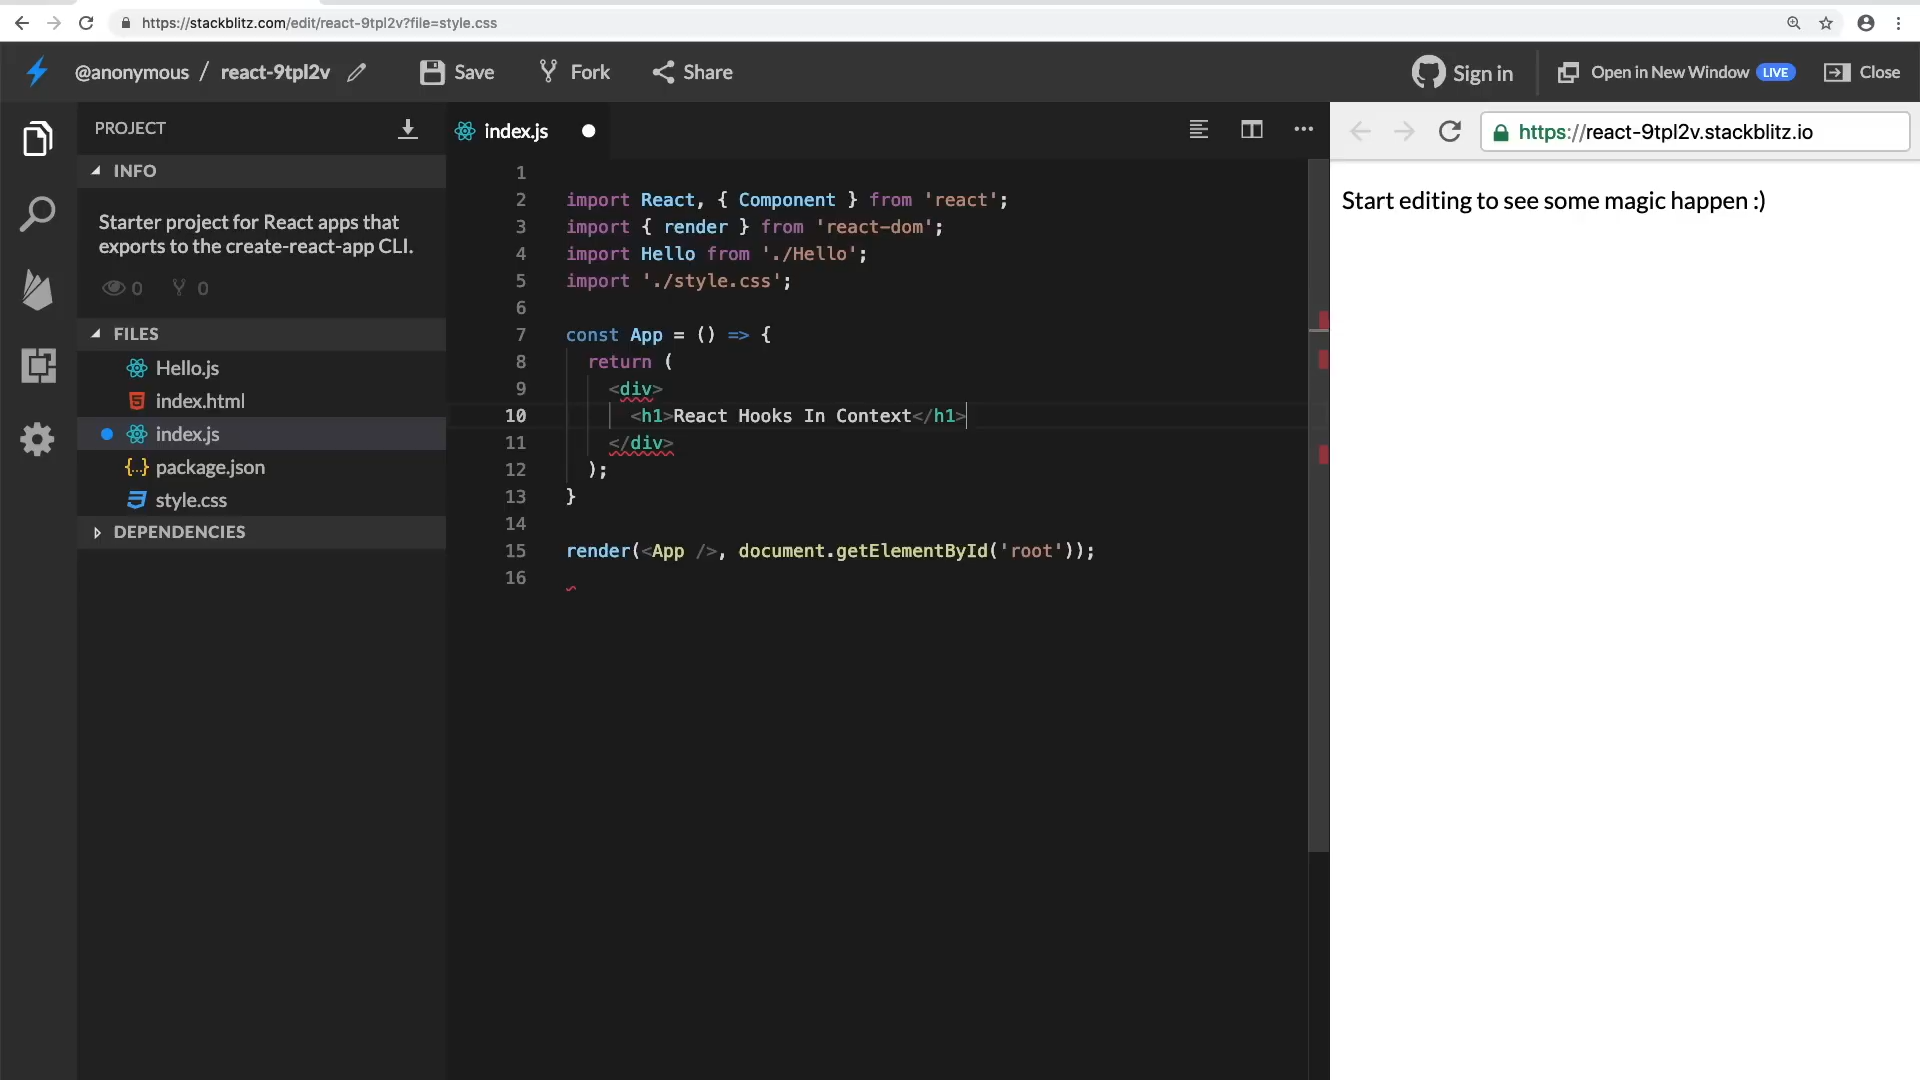 https://stackblitz.com/edit/react-9tpl2v?file=style.css
@anonymous / react-9tpl2v
Save
Fork
Share
Sign in
Open in New Window LIVE
Close
PROJECT
INFO
Starter project for React apps that
exports to the create-react-app CLI.
0 0
FILES
Hello.js
index.html
index.js
package.json
style.css
DEPENDENCIES
index.js
1
2 import React, { Component } from 'react';
3 import { render } from 'react-dom';
4 import Hello from './Hello';
5 import './style.css';
6
7 const App = () => {
8 return (
9 <div>
10 <h1>React Hooks In Context</h1>
11 </div>
12 );
13 }
14
15 render(<App />, document.getElementById('root'));
16
https://react-9tpl2v.stackblitz.io
Start editing to see some magic happen :)